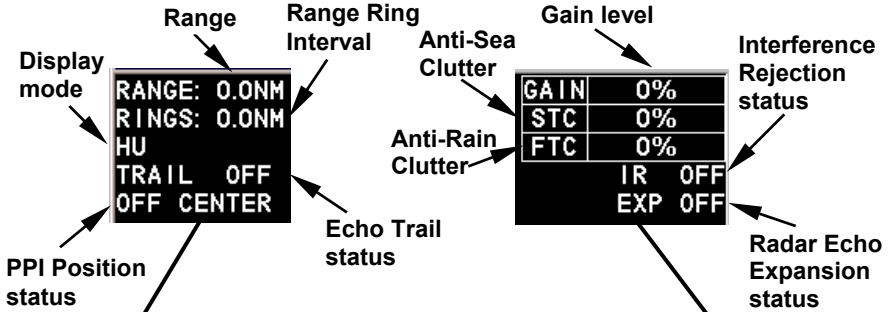 Range
Range Ring
Interval
Display
mode
RANGE: 0.0NM
RINGS: 0.0NM
HU
TRAIL OFF
OFF CENTER
PPI Position
status
Echo Trail
status
Gain level
Anti-Sea
Clutter
Anti-Rain
Clutter
Interference
Rejection
status
GAIN 0%
STC 0%
FTC 0%
IR OFF
EXP OFF
Radar Echo
Expansion
status